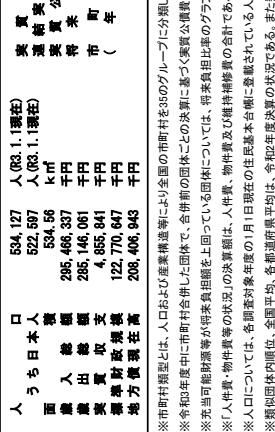 人 口 534,127 人(R3.1.1現在)
うち日本人 522,597 人(R3.1.1現在)
面 積 534.56 k㎡
歳入総額 295,466,337 千円
歳出総額 285,146,061 千円
実質収支 4,855,841 千円
標準財政規模 122,770,647 千円
地方債現在高 208,406,943 千円
実質
連結実
実質公
将来
市町
(年
※市町村類型とは、人口および産業構造等により全国の市町村を35のグループに分類し
※令和3年度中に市町村合併した団体で、合併前の団体ごとの決算に基づく実質公債費
※充当可能財源等が将来負担額を上回っている団体については、将来負担比率のグラ
※「人件費・物件費等の状況」の決算額は、人件費、物件費及び維持補修費の合計であ
※人口については、各調査対象年度の1月1日現在の住民基本台帳に登載されている人
※類似団体内順位、全国平均、各都道府県平均は、令和2年度決算の状況である。また